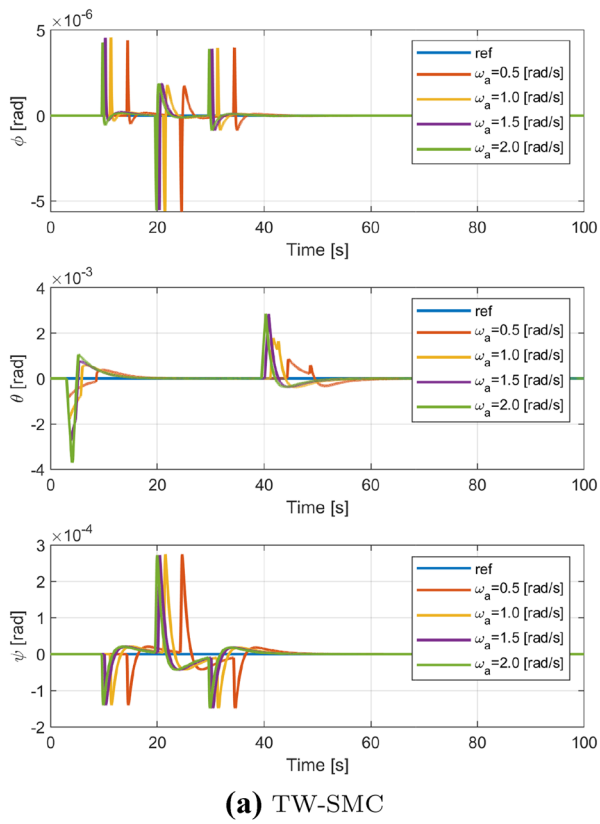 ×10⁻⁶
5
0
-5
ϕ [rad]
ref
ωₐ=0.5 [rad/s]
ωₐ=1.0 [rad/s]
ωₐ=1.5 [rad/s]
ωₐ=2.0 [rad/s]
0 20 40 60 80 100
Time [s]
×10⁻³
4
2
0
-2
-4
θ [rad]
ref
ωₐ=0.5 [rad/s]
ωₐ=1.0 [rad/s]
ωₐ=1.5 [rad/s]
ωₐ=2.0 [rad/s]
0 20 40 60 80 100
Time [s]
×10⁻⁴
3
2
1
0
-1
-2
ψ [rad]
ref
ωₐ=0.5 [rad/s]
ωₐ=1.0 [rad/s]
ωₐ=1.5 [rad/s]
ωₐ=2.0 [rad/s]
0 20 40 60 80 100
Time [s]
(a) TW-SMC